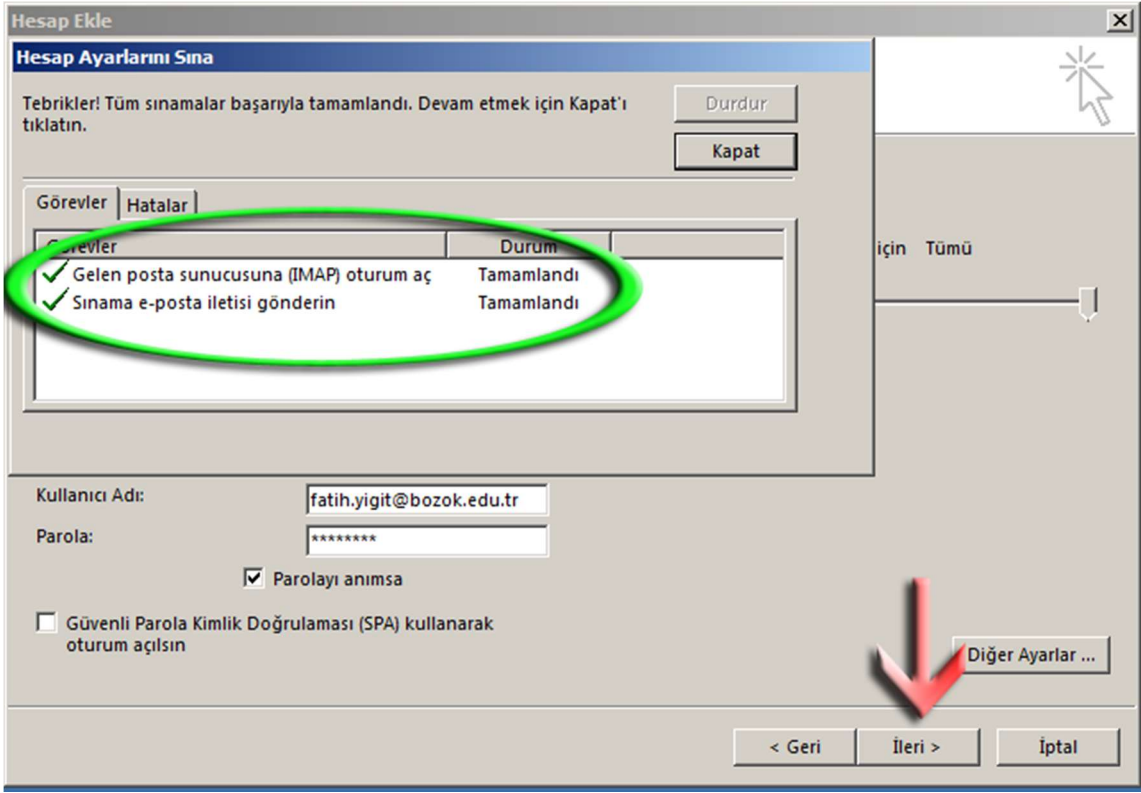 Hesap Ekle
Hesap Ayarlarını Sına
Tebrikler! Tüm sınamalar başarıyla tamamlandı. Devam etmek için Kapat'ı
tıklatın.
Durdur
Kapat
Görevler Hatalar
Görevler Durum
Gelen posta sunucusuna (IMAP) oturum aç Tamamlandı
Sınama e-posta iletisi gönderin Tamamlandı
için Tümü
Kullanıcı Adı: fatih.yigit@bozok.edu.tr
Parola: ********
Parolayı anımsa
Güvenli Parola Kimlik Doğrulaması (SPA) kullanarak
oturum açılsın
Diğer Ayarlar ...
< Geri İleri > İptal